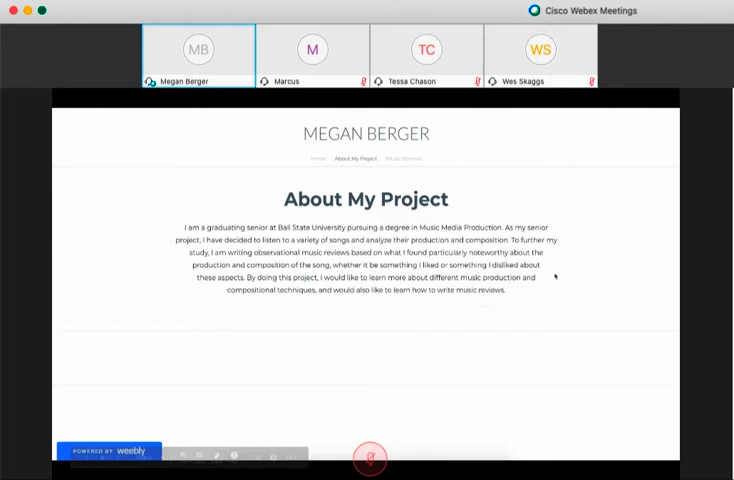 Cisco Webex Meetings
MB
M
TC
WS
Megan Berger
Marcus
Tessa Chason
Wes Skaggs
MEGAN BERGER
Home About My Project Music Reviews
About My Project
I am a graduating senior at Ball State University pursuing a degree in Music Media Production. As my senior
project, I have decided to listen to a variety of songs and analyze their production and composition. To further my
study, I am writing observational music reviews based on what I found particularly noteworthy about the
production and composition of the song, whether it be something I liked or something I disliked about
these aspects. By doing this project, I would like to learn more about different music production and
compositional techniques, and would also like to learn how to write music reviews.
POWERED BY weebly